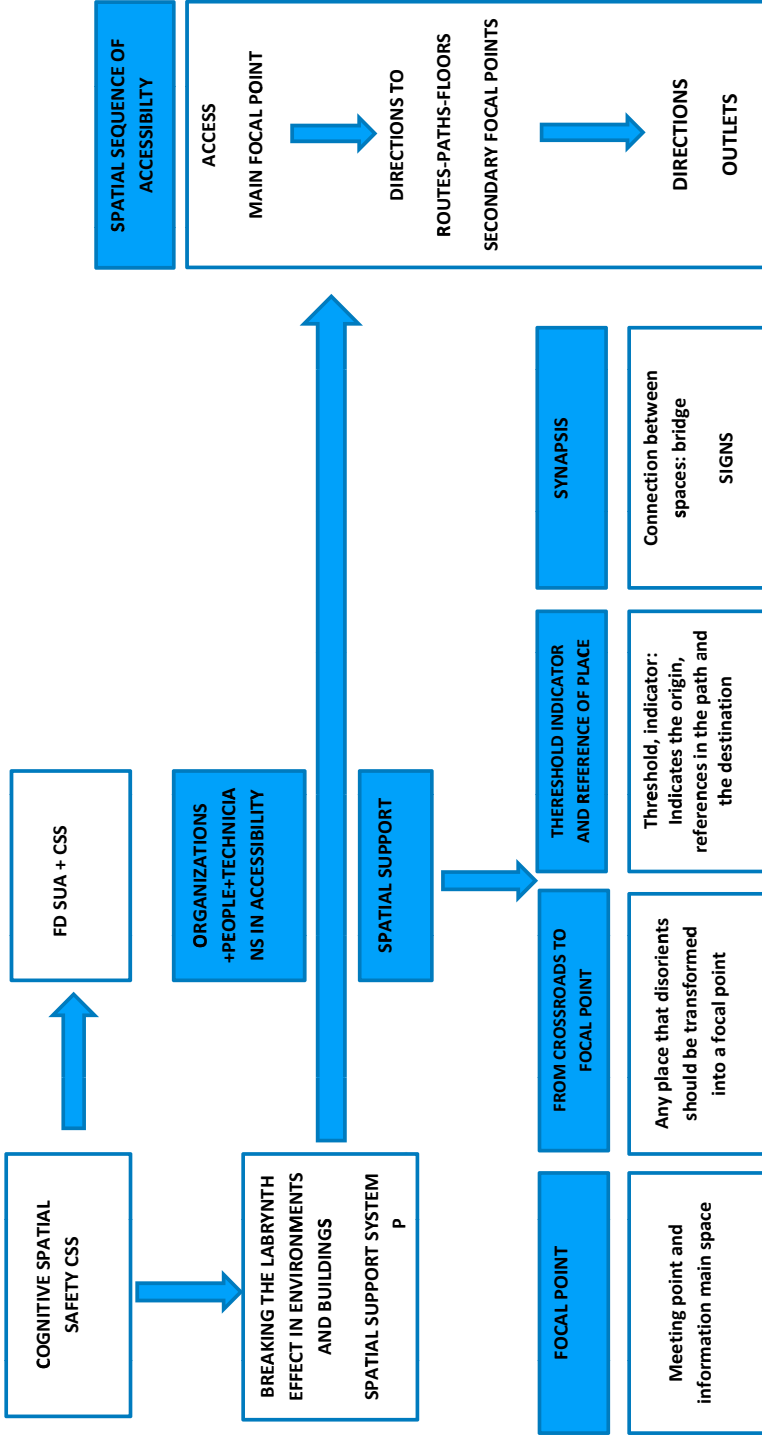 COGNITIVE SPATIAL
SAFETY CSS
FD SUA + CSS
BREAKING THE LABRYNTH
EFFECT IN ENVIRONMENTS
AND BUILDINGS
SPATIAL SUPPORT SYSTEM
P
ORGANIZATIONS
+PEOPLE+TECHNICIA
NS IN ACCESSIBILITY
SPATIAL SUPPORT
SPATIAL SEQUENCE OF
ACCESSIBILTY
ACCESS
MAIN FOCAL POINT
DIRECTIONS TO
ROUTES-PATHS-FLOORS
SECONDARY FOCAL POINTS
DIRECTIONS
OUTLETS
FOCAL POINT
Meeting point and
information main space
FROM CROSSROADS TO
FOCAL POINT
Any place that disorients
should be transformed
into a focal point
THERESHOLD INDICATOR
AND REFERENCE OF PLACE
Threshold, indicator:
Indicates the origin,
references in the path and
the destination
SYNAPSIS
Connection between
spaces: bridge
SIGNS